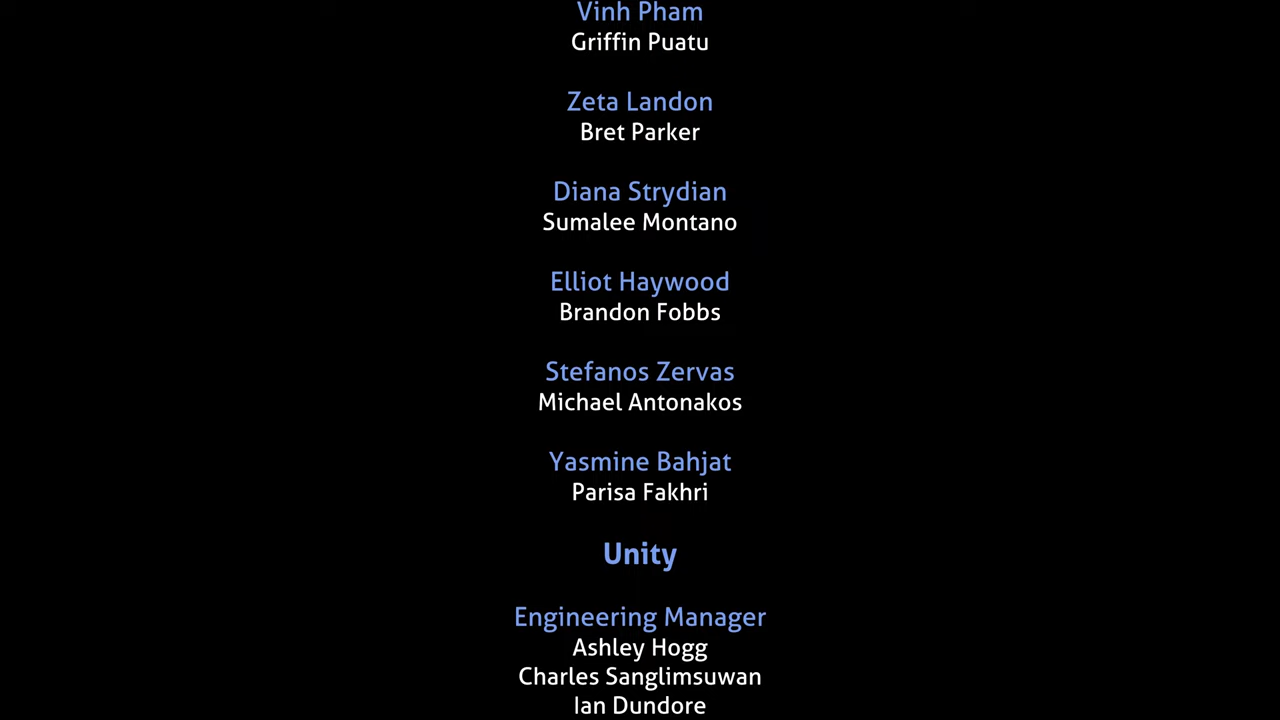 Vinh Pham
Griffin Puatu
Zeta Landon
Bret Parker
Diana Strydian
Sumalee Montano
Elliot Haywood
Brandon Fobbs
Stefanos Zervas
Michael Antonakos
Yasmine Bahjat
Parisa Fakhri
Unity
Engineering Manager
Ashley Hogg
Charles Sanglimsuwan
Ian Dundore